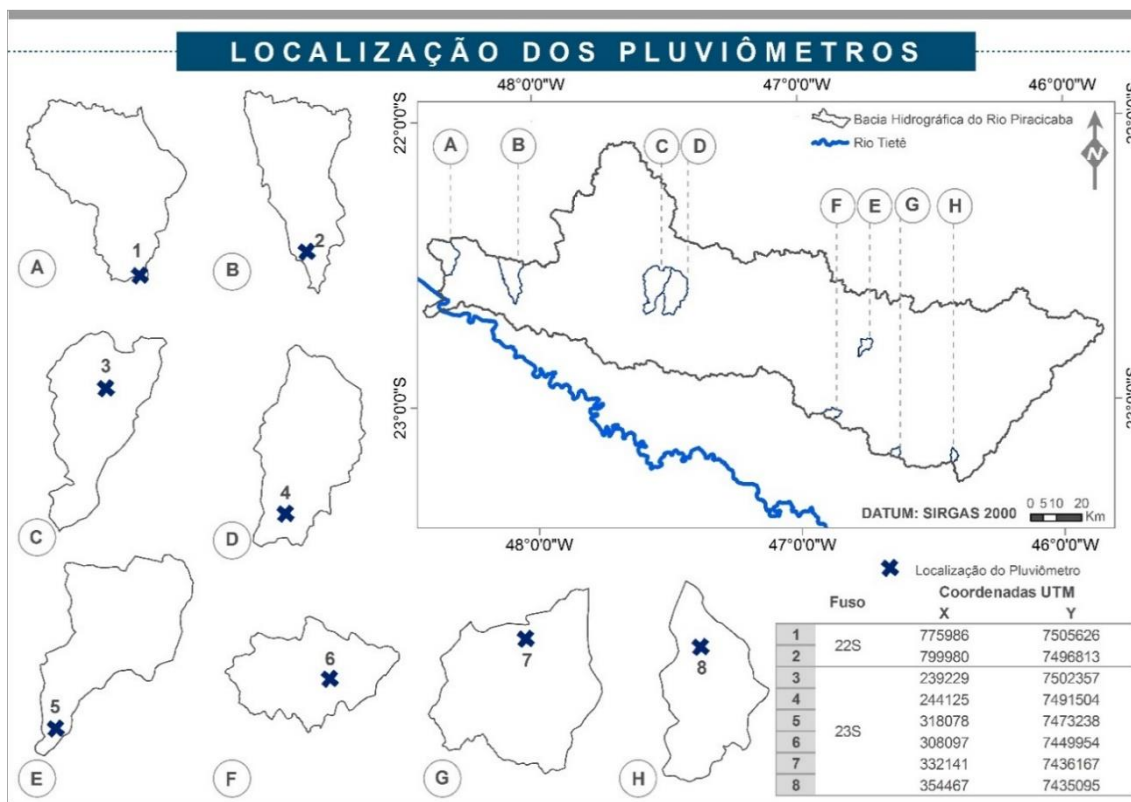 LOCALIZAÇÃO DOS PLUVIÔMETROS
48°0'0"W 47°0'0"W 46°0'0"W
22°0'0"S
Bacia Hidrográfica do Rio Piracicaba
Rio Tietê
N
A B C D
F E G H
1
A
2
B
3
C
4
D
23°0'0"S
DATUM: SIRGAS 2000
0 5 10 20
Km
48°0'0"W 47°0'0"W 46°0'0"W
5
E
6
F
7
G
8
H
Localização do Pluviômetro
Fuso Coordenadas UTM
X Y
1 22S 775986 7505626
2 799980 7496813
3 23S 239229 7502357
4 244125 7491504
5 318078 7473238
6 308097 7449954
7 332141 7436167
8 354467 7435095